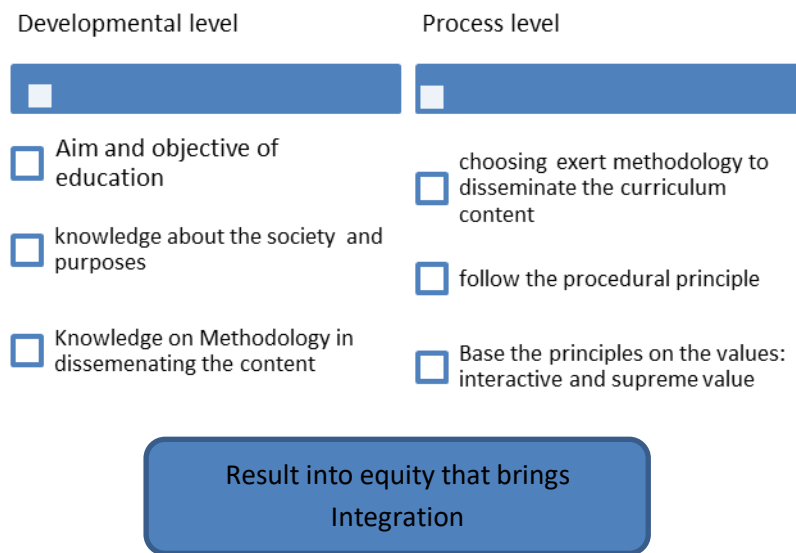 Developmental level
Aim and objective of
education
knowledge about the society and
purposes
Knowledge on Methodology in
dissemenating the content
Process level
choosing exert methodology to
disseminate the curriculum
content
follow the procedural principle
Base the principles on the values:
interactive and supreme value
Result into equity that brings
Integration